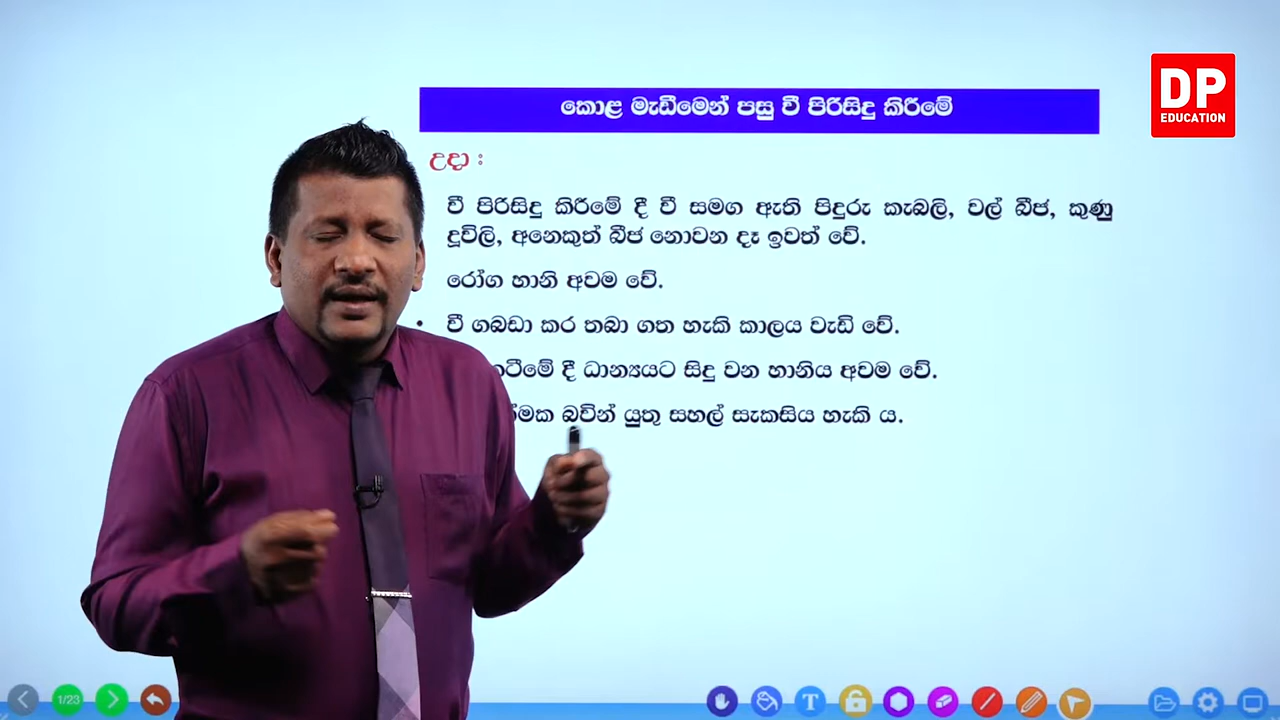 DP
EDUCATION
කොළ මැඩීමෙන් පසු වී පිරිසිදු කිරීමේ
උදා :
වී පිරිසිදු කිරීමේ දී වී සමග ඇති පිදුරු කැබලි, වල් බීජ, කුණු
දූවිලි, අනෙකුත් බීජ නොවන දෑ ඉවත් වේ.
රෝග හානි අවම වේ.
• වී ගබඩා කර තබා ගත හැකි කාලය වැඩි වේ.
දී ධාන්‍යයට සිදු වන හානිය අවම වේ.
බවින් යුතු සහල් සැකසිය හැකි ය.
1/23
T